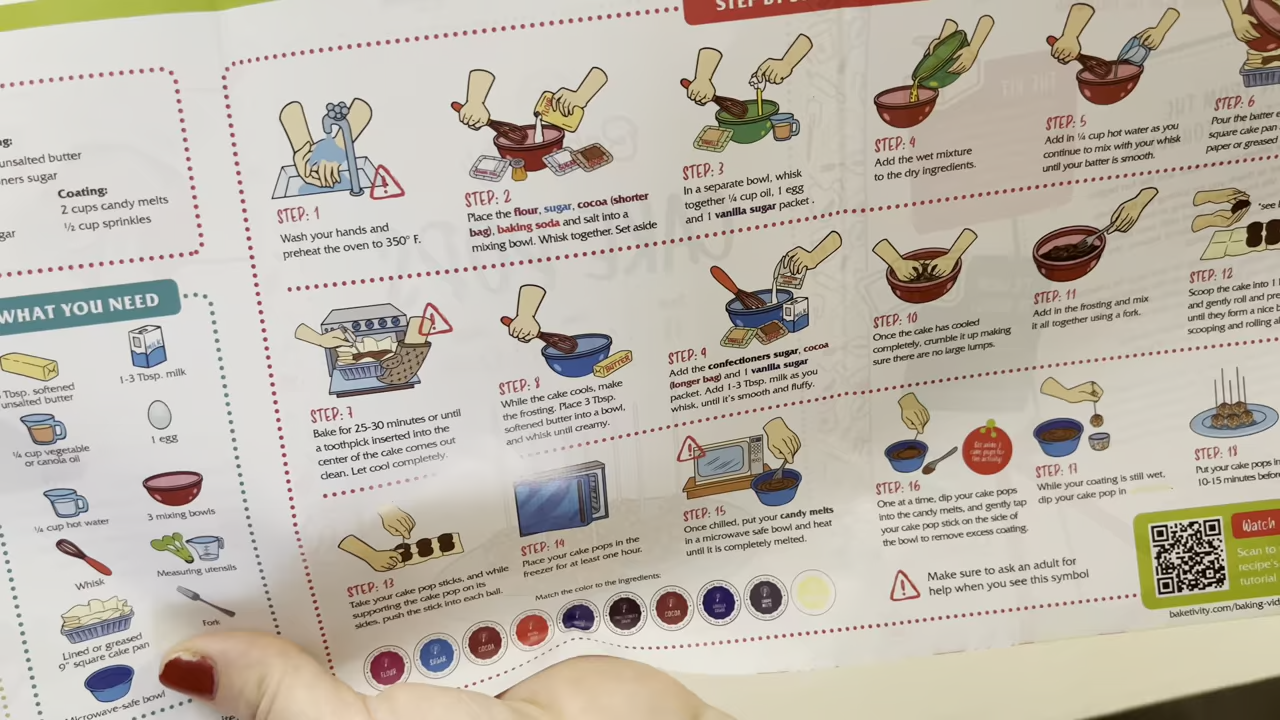 STEP BY S
ng:
unsalted butter
ners sugar
gar
Coating:
2 cups candy melts
½ cup sprinkles
WHAT YOU NEED
Tbsp. softened
unsalted butter
1-3 Tbsp. milk
¼ cup vegetable
or canola oil
1 egg
¼ cup hot water
3 mixing bowls
Whisk
Measuring utensils
Lined or greased
9" square cake pan
Fork
Microwave-safe bowl
STEP: 1
Wash your hands and
preheat the oven to 350° F.
STEP: 2
Place the flour, sugar, cocoa (shorter
bag), baking soda and salt into a
mixing bowl. Whisk together. Set aside
STEP: 3
In a separate bowl, whisk
together ¼ cup oil, 1 egg
and 1 vanilla sugar packet .
STEP: 4
Add the wet mixture
to the dry ingredients.
STEP: 5
Add in ¼ cup hot water as you
continue to mix with your whisk
until your batter is smooth.
STEP: 6
Pour the batter e
square cake pan
paper or greased
STEP: 7
Bake for 25-30 minutes or until
a toothpick inserted into the
center of the cake comes out
clean. Let cool completely.
STEP: 8
While the cake cools, make
the frosting. Place 3 Tbsp.
softened butter into a bowl,
and whisk until creamy.
BUTTER
STEP: 9
Add the confectioners sugar, cocoa
(longer bag) and 1 vanilla sugar
packet. Add 1-3 Tbsp. milk as you
whisk, until it's smooth and fluffy.
STEP: 10
Once the cake has cooled
completely, crumble it up making
sure there are no large lumps.
STEP: 11
Add in the frosting and mix
it all together using a fork.
*see
STEP: 12
Scoop the cake into 1
and gently roll and pre
until they form a nice b
scooping and rolling a
STEP: 13
Take your cake pop sticks, and while
supporting the cake pop on its
sides, push the stick into each ball.
STEP: 14
Place your cake pops in the
freezer for at least one hour.
STEP: 15
Once chilled, put your candy melts
in a microwave safe bowl and heat
until it is completely melted.
STEP: 16
One at a time, dip your cake pops
into the candy melts, and gently tap
your cake pop stick on the side of
the bowl to remove excess coating.
STEP: 17
While your coating is still wet,
dip your cake pop in
STEP: 18
Put your cake pops in
10-15 minutes before
Match the color to the ingredients:
FLOUR
SUGAR
COCOA
COCOA
Make sure to ask an adult for
help when you see this symbol
Watch
Scan to
recipe's
tutorial
baketivity.com/baking-vid